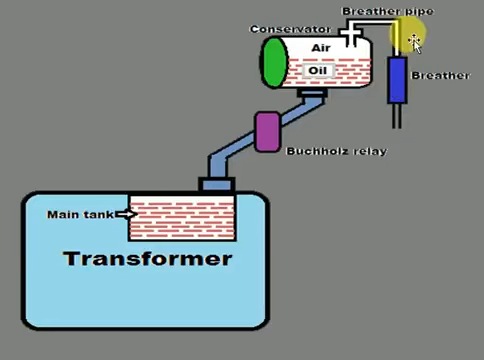 Breather pipe
Conservator
Air
Oil
Breather
Buchholz relay
Main tank
Transformer